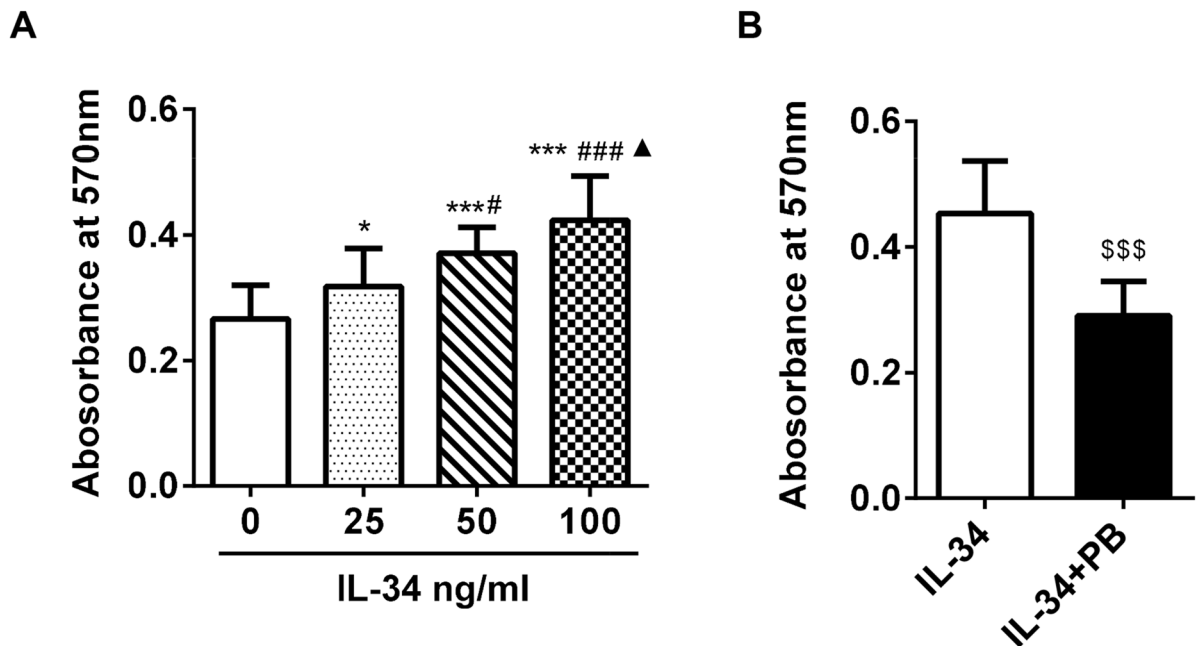 A
Abosorbance at 570nm
0.6
0.4
0.2
0.0
*
***#
*** ### ▲
0 25 50 100
IL-34 ng/ml
B
Abosorbance at 570nm
0.6
0.4
0.2
0.0
$$$
IL-34
IL-34+PB